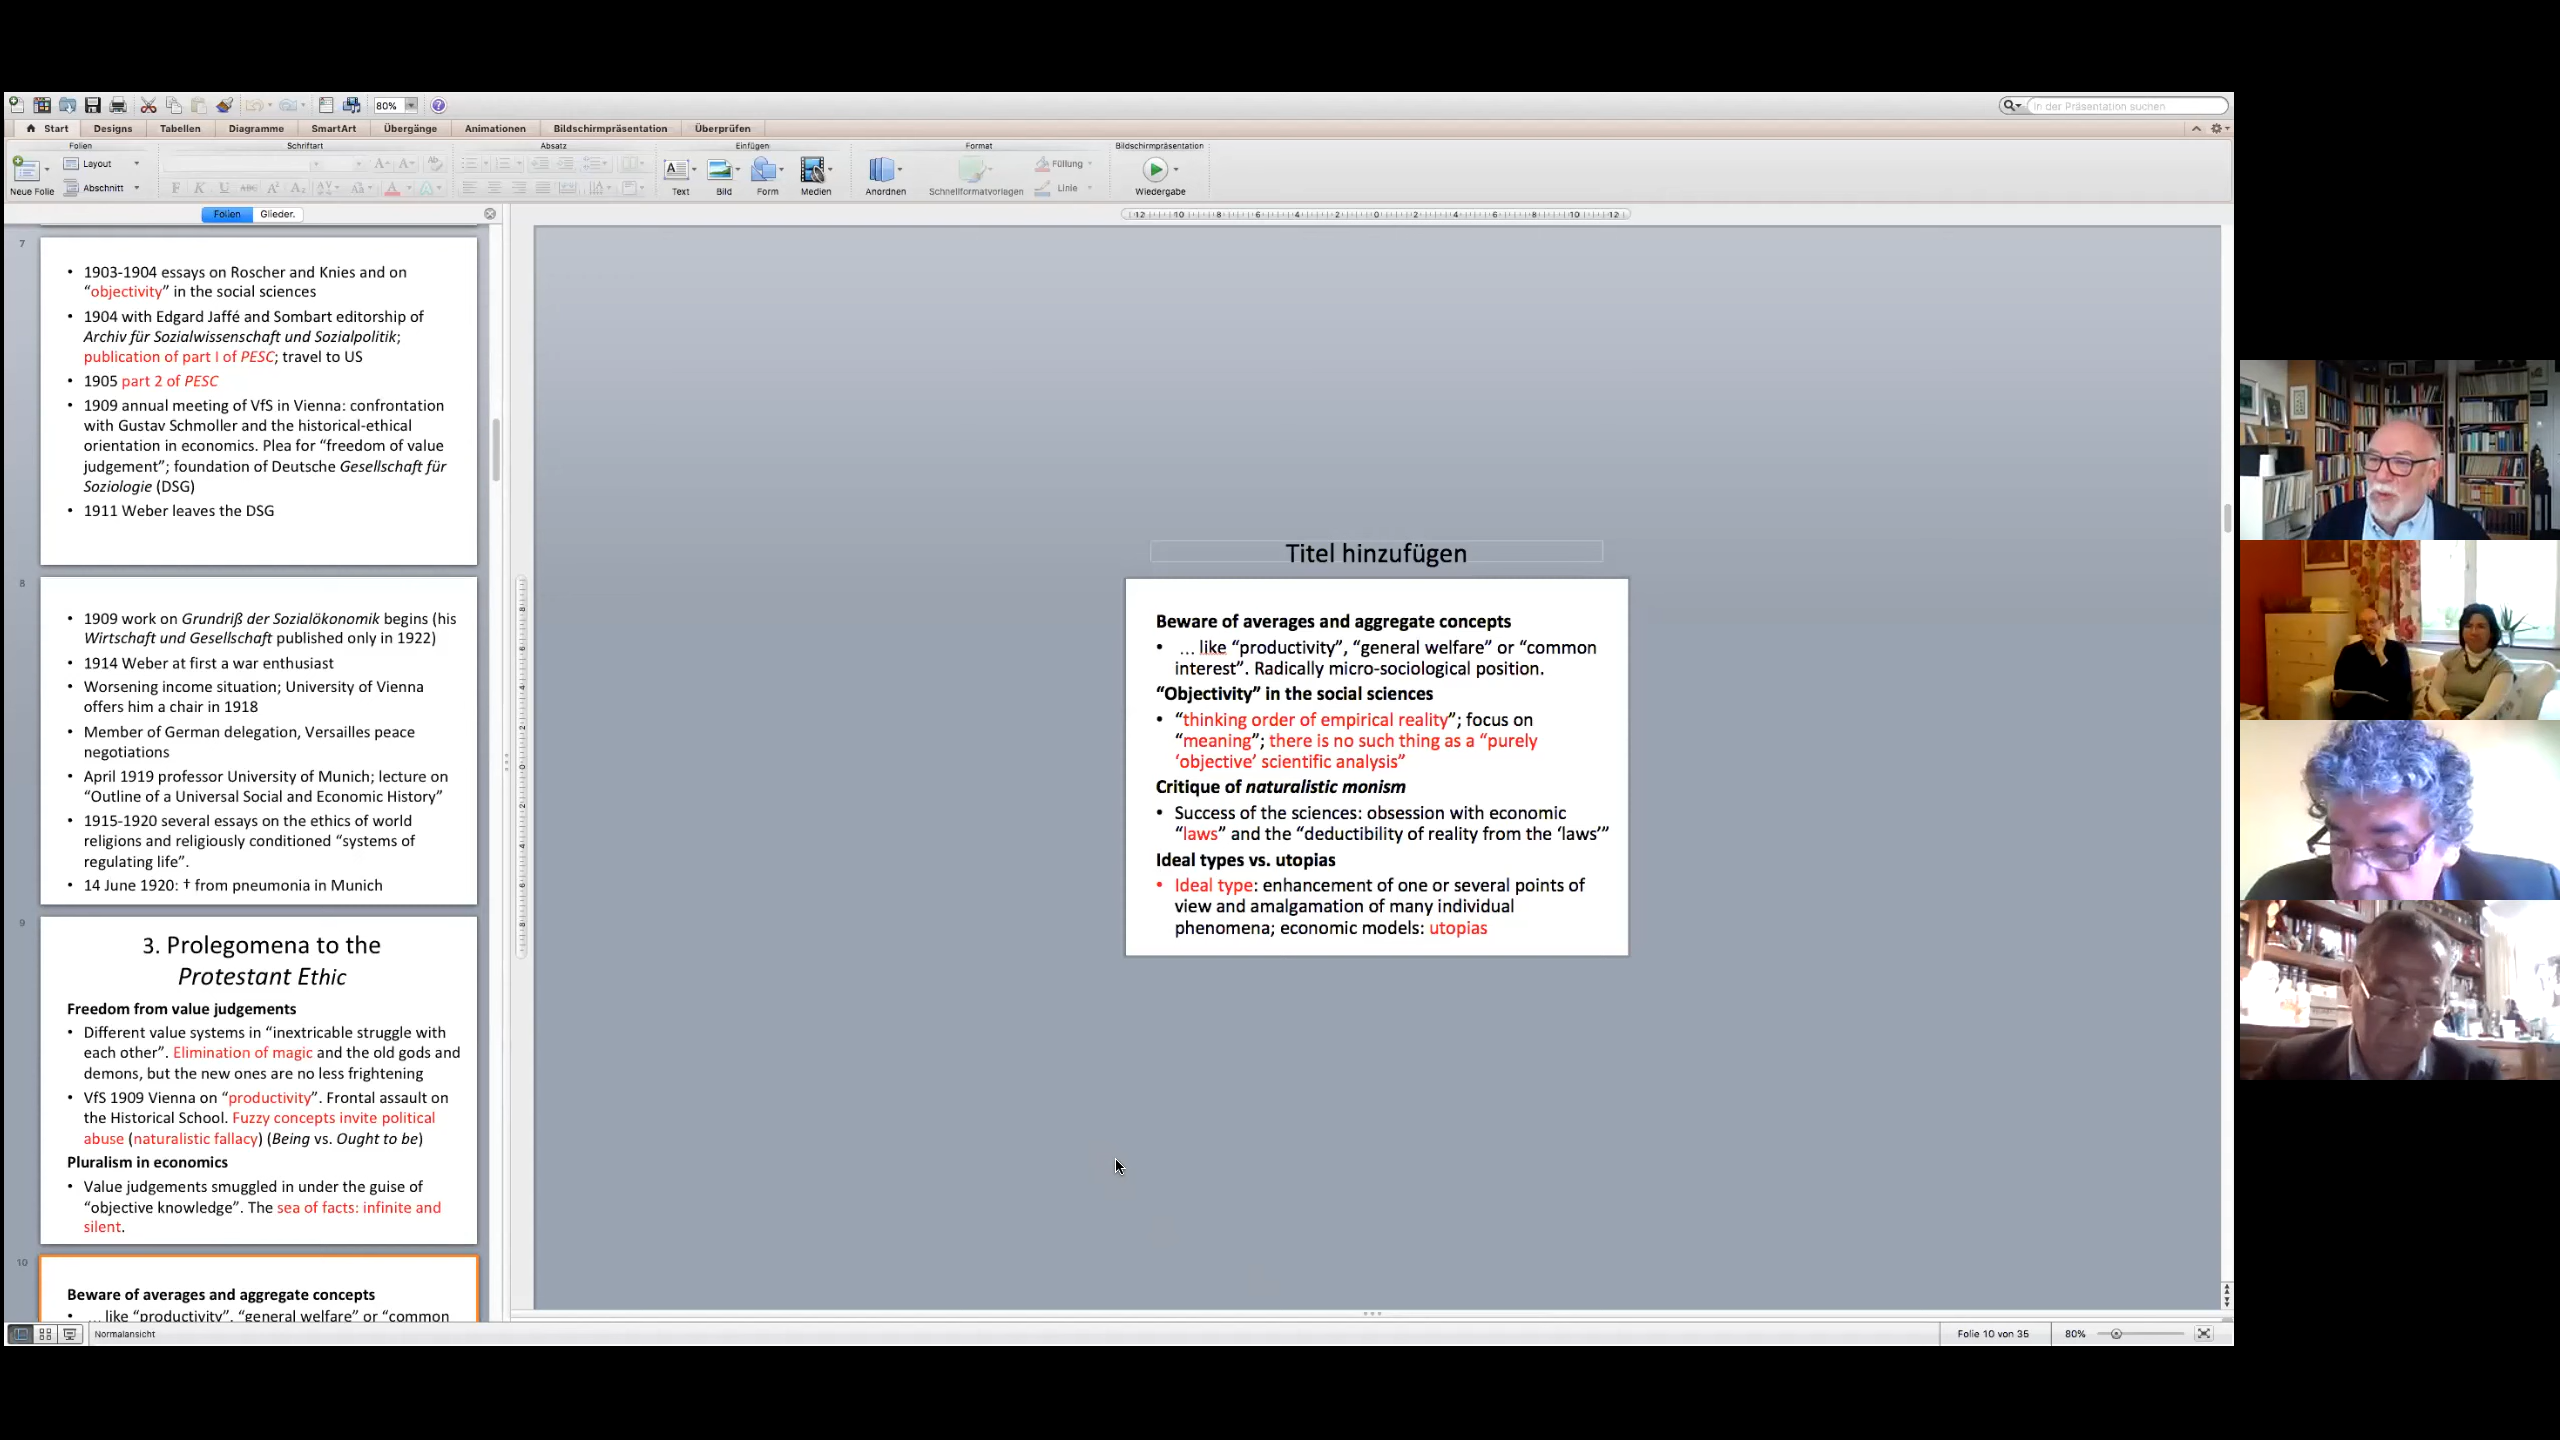 80%
In der Präsentation suchen
Start Designs Tabellen Diagramme SmartArt Übergänge Animationen Bildschirmpräsentation Überprüfen
Folien Schriftart Absatz Einfügen Format Bildschirmpräsentation
Neue Folie Layout Abschnitt
Text Bild Form Medien Anordnen Schnellformatvorlagen Füllung Linie Wiedergabe
Folien Glieder.
7
• 1903-1904 essays on Roscher and Knies and on
“objectivity” in the social sciences
• 1904 with Edgard Jaffé and Sombart editorship of
Archiv für Sozialwissenschaft und Sozialpolitik;
publication of part I of PESC; travel to US
• 1905 part 2 of PESC
• 1909 annual meeting of VfS in Vienna: confrontation
with Gustav Schmoller and the historical-ethical
orientation in economics. Plea for “freedom of value
judgement”; foundation of Deutsche Gesellschaft für
Soziologie (DSG)
• 1911 Weber leaves the DSG
8
• 1909 work on Grundriß der Sozialökonomik begins (his
Wirtschaft und Gesellschaft published only in 1922)
• 1914 Weber at first a war enthusiast
• Worsening income situation; University of Vienna
offers him a chair in 1918
• Member of German delegation, Versailles peace
negotiations
• April 1919 professor University of Munich; lecture on
“Outline of a Universal Social and Economic History”
• 1915-1920 several essays on the ethics of world
religions and religiously conditioned “systems of
regulating life”.
• 14 June 1920: † from pneumonia in Munich
9
3. Prolegomena to the
Protestant Ethic
Freedom from value judgements
• Different value systems in “inextricable struggle with
each other”. Elimination of magic and the old gods and
demons, but the new ones are no less frightening
• VfS 1909 Vienna on “productivity”. Frontal assault on
the Historical School. Fuzzy concepts invite political
abuse (naturalistic fallacy) (Being vs. Ought to be)
Pluralism in economics
• Value judgements smuggled in under the guise of
“objective knowledge”. The sea of facts: infinite and
silent.
10
Beware of averages and aggregate concepts
… like “productivity”, “general welfare” or “common
Titel hinzufügen
Beware of averages and aggregate concepts
• … like “productivity”, “general welfare” or “common
interest”. Radically micro-sociological position.
“Objectivity” in the social sciences
• “thinking order of empirical reality”; focus on
“meaning”; there is no such thing as a “purely
‘objective’ scientific analysis”
Critique of naturalistic monism
• Success of the sciences: obsession with economic
“laws” and the “deductibility of reality from the ‘laws’”
Ideal types vs. utopias
• Ideal type: enhancement of one or several points of
view and amalgamation of many individual
phenomena; economic models: utopias
Normalansicht
Folie 10 von 35
80%